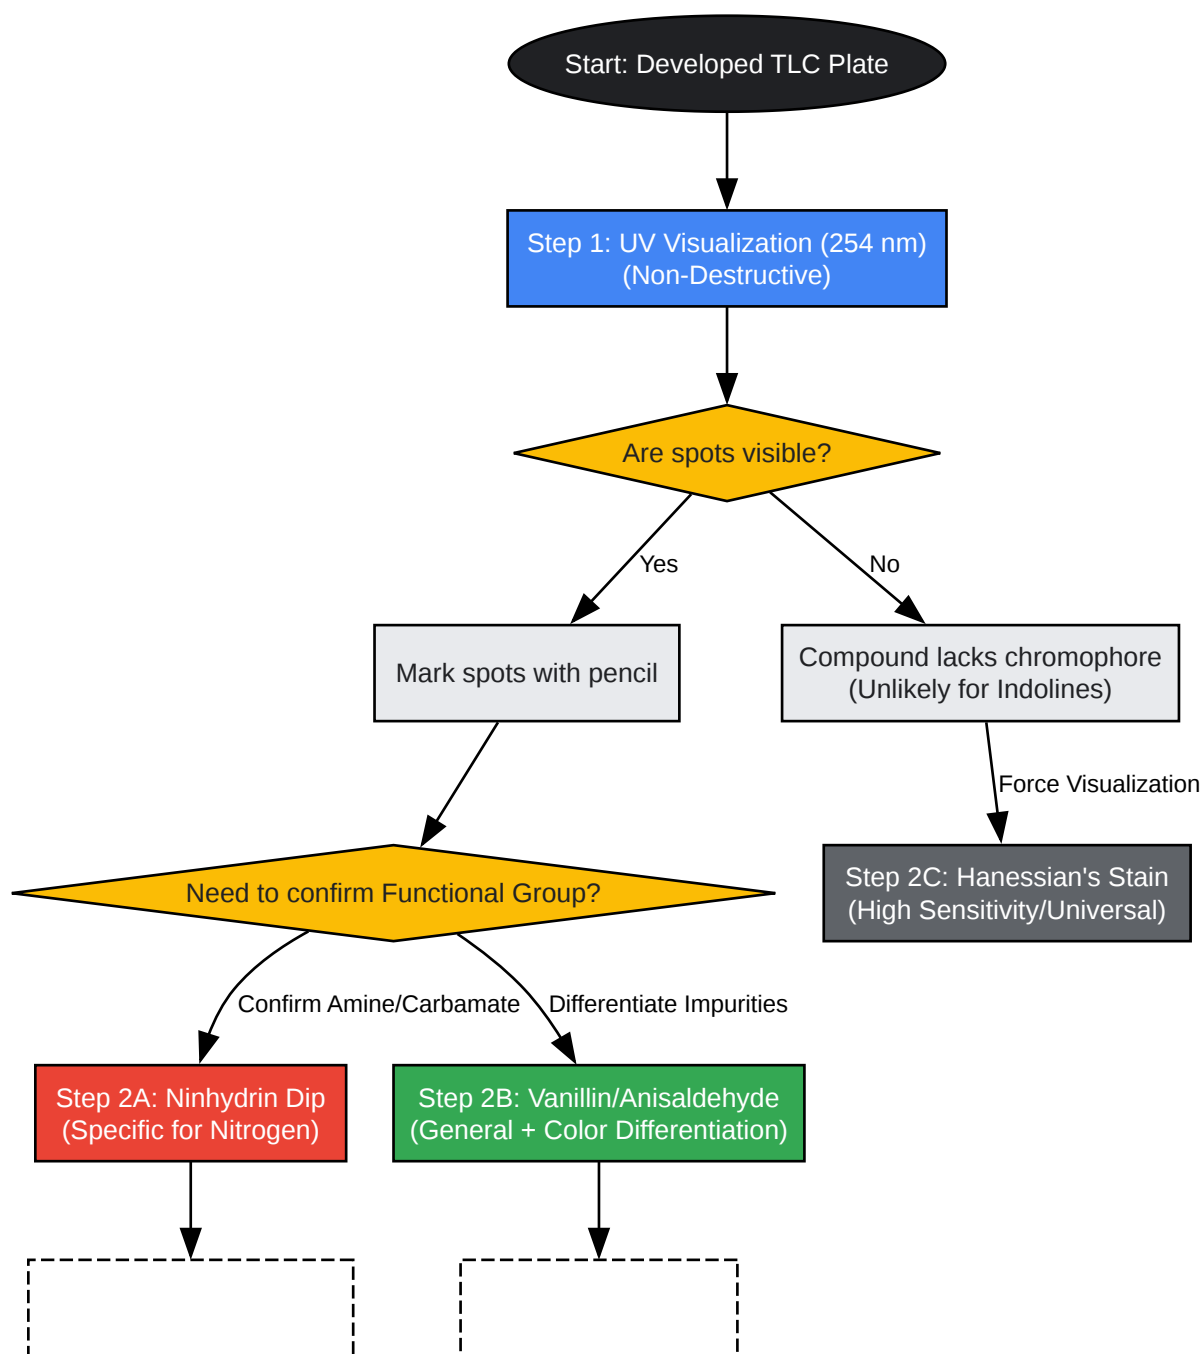 Start: Developed TLC Plate
Step 1: UV Visualization (254 nm)
(Non-Destructive)
Are spots visible?
Yes
No
Mark spots with pencil
Compound lacks chromophore
(Unlikely for Indolines)
Force Visualization
Need to confirm Functional Group?
Step 2C: Hanessian's Stain
(High Sensitivity/Universal)
Confirm Amine/Carbamate
Differentiate Impurities
Step 2A: Ninhydrin Dip
(Specific for Nitrogen)
Step 2B: Vanillin/Anisaldehyde
(General + Color Differentiation)